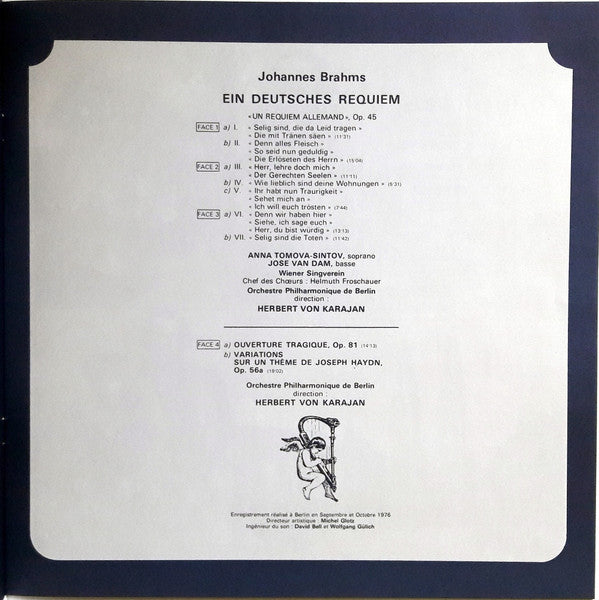 Johannes Brahms
EIN DEUTSCHES REQUIEM
«UN REQUIEM ALLEMAND», Op. 45
FACE 1 a) I. « Selig sind, die da Leid tragen »
« Die mit Tränen säen » (11:31)
b) II. « Denn alles Fleisch »
« So seid nun geduldig »
« Die Erlöseten des Herrn » (15:04)
FACE 2 a) III. « Herr, lehre doch mich »
« Der Gerechten Seelen » (11:11)
b) IV. « Wie lieblich sind deine Wohnungen » (5:31)
c) V. « Ihr habt nun Traurigkeit »
« Sehet mich an »
« Ich will euch trösten » (7:44)
FACE 3 a) VI. « Denn wir haben hier »
« Siehe, ich sage euch »
« Herr, du bist würdig » (13:13)
b) VII. « Selig sind die Toten » (11:42)
ANNA TOMOVA-SINTOV, soprano
JOSE VAN DAM, basse
Wiener Singverein
Chef des Chœurs : Helmuth Froschauer
Orchestre Philharmonique de Berlin
direction :
HERBERT VON KARAJAN
FACE 4 a) OUVERTURE TRAGIQUE, Op. 81 (14:13)
b) VARIATIONS
SUR UN THÈME DE JOSEPH HAYDN,
Op. 56a (18:02)
Orchestre Philharmonique de Berlin
direction :
HERBERT VON KARAJAN
Enregistrement réalisé à Berlin en Septembre et Octobre 1976
Directeur artistique : Michel Glotz
Ingénieur du son : David Bell et Wolfgang Gülich